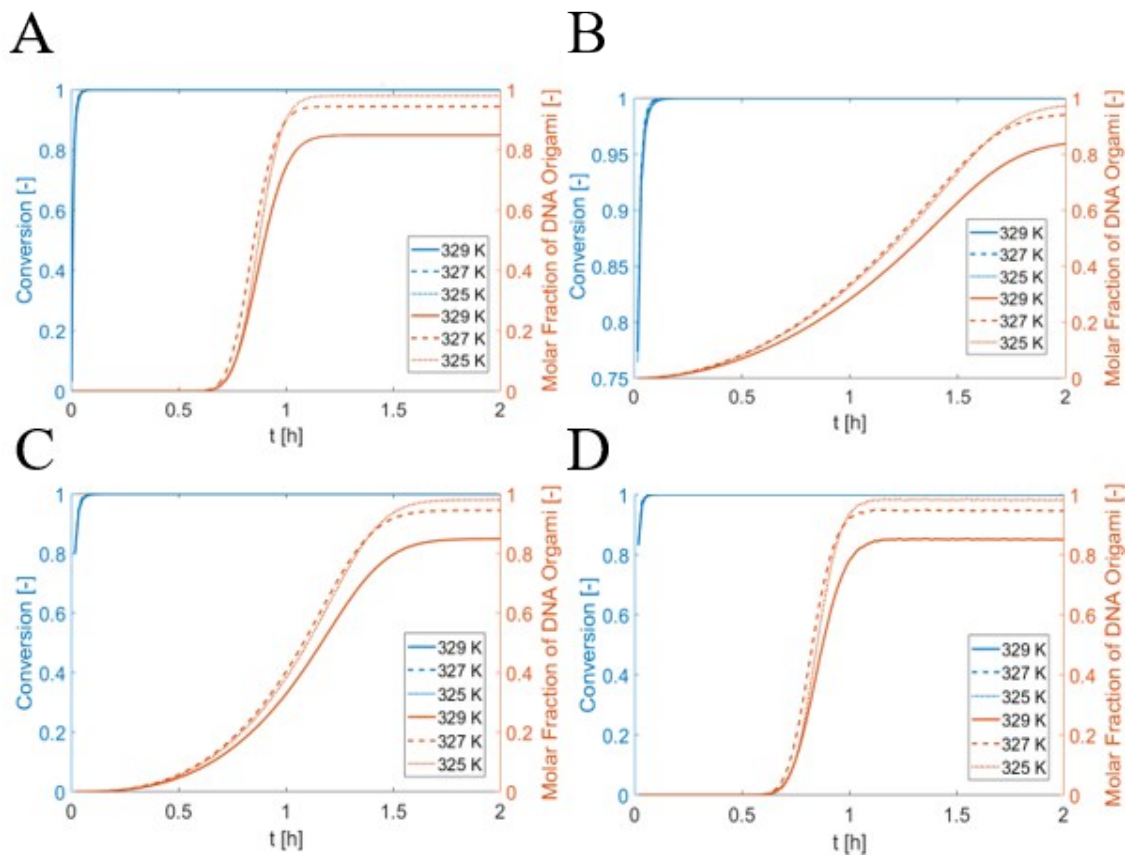 A
Conversion [-]
1
0.8
0.6
0.4
0.2
0
0
0.5
1
1.5
2
t [h]
1
0.8
0.6
0.4
0.2
0
Molar Fraction of DNA Origami [-]
329 K
327 K
325 K
329 K
327 K
325 K
B
Conversion [-]
1
0.95
0.9
0.85
0.8
0.75
0
0.5
1
1.5
2
t [h]
1
0.8
0.6
0.4
0.2
0
Molar Fraction of DNA Origami [-]
329 K
327 K
325 K
329 K
327 K
325 K
C
Conversion [-]
1
0.8
0.6
0.4
0.2
0
0
0.5
1
1.5
2
t [h]
1
0.8
0.6
0.4
0.2
0
Molar Fraction of DNA Orgami [-]
329 K
327 K
325 K
329 K
327 K
325 K
D
Conversion [-]
1
0.8
0.6
0.4
0.2
0
0
0.5
1
1.5
2
t [h]
1
0.8
0.6
0.4
0.2
0
Molar Fraction of DNA Origami [-]
329 K
327 K
325 K
329 K
327 K
325 K